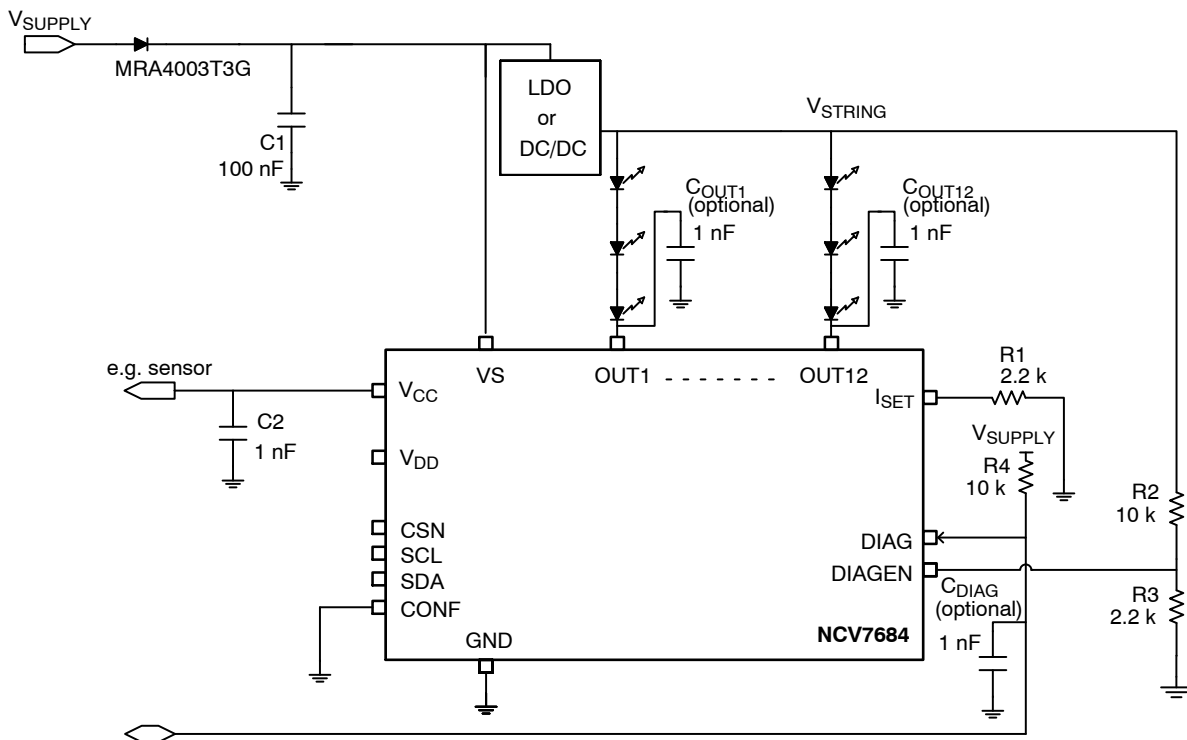 VSUPPLY
MRA4003T3G
C1
100 nF
LDO
or
DC/DC
VSTRING
COUT1
(optional)
1 nF
COUT12
(optional)
1 nF
e.g. sensor
C2
1 nF
VS
OUT1
OUT12
VCC
VDD
CSN
SCL
SDA
CONF
GND
ISET
DIAG
DIAGEN
NCV7684
R1
2.2 k
VSUPPLY
R4
10 k
R2
10 k
R3
2.2 k
CDIAG
(optional)
1 nF